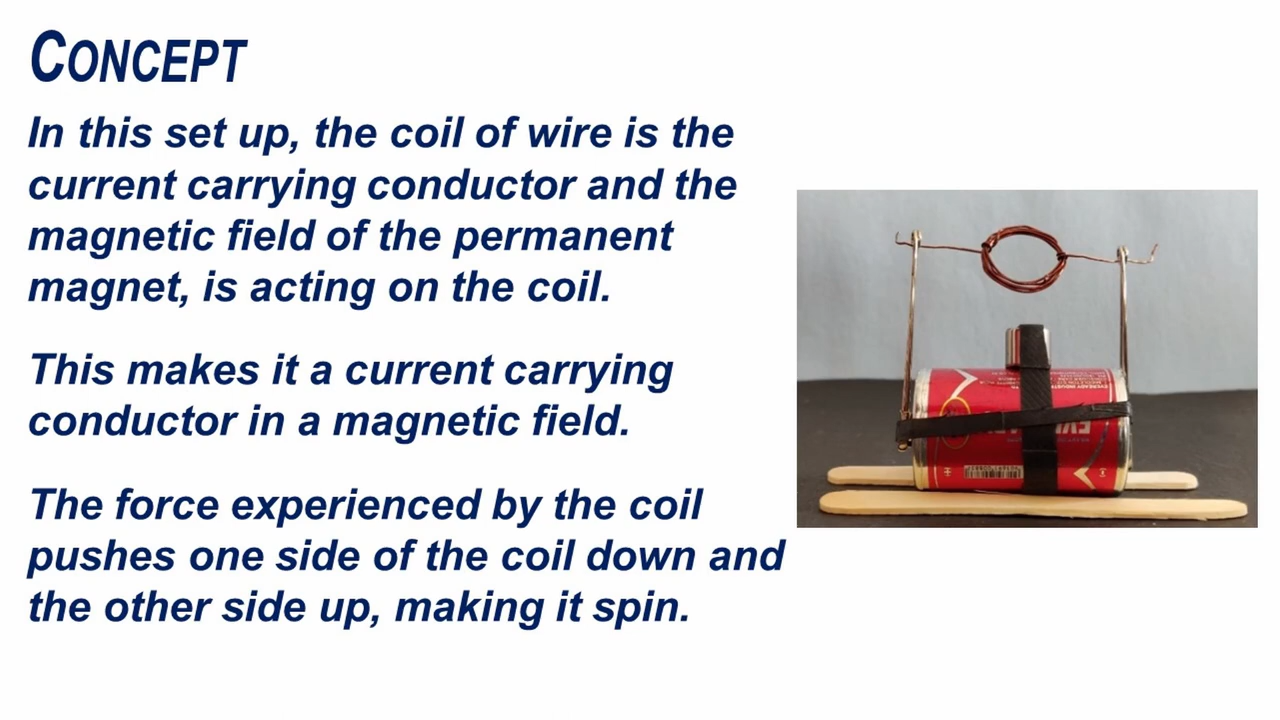 CONCEPT
In this set up, the coil of wire is the
current carrying conductor and the
magnetic field of the permanent
magnet, is acting on the coil.
This makes it a current carrying
conductor in a magnetic field.
The force experienced by the coil
pushes one side of the coil down and
the other side up, making it spin.